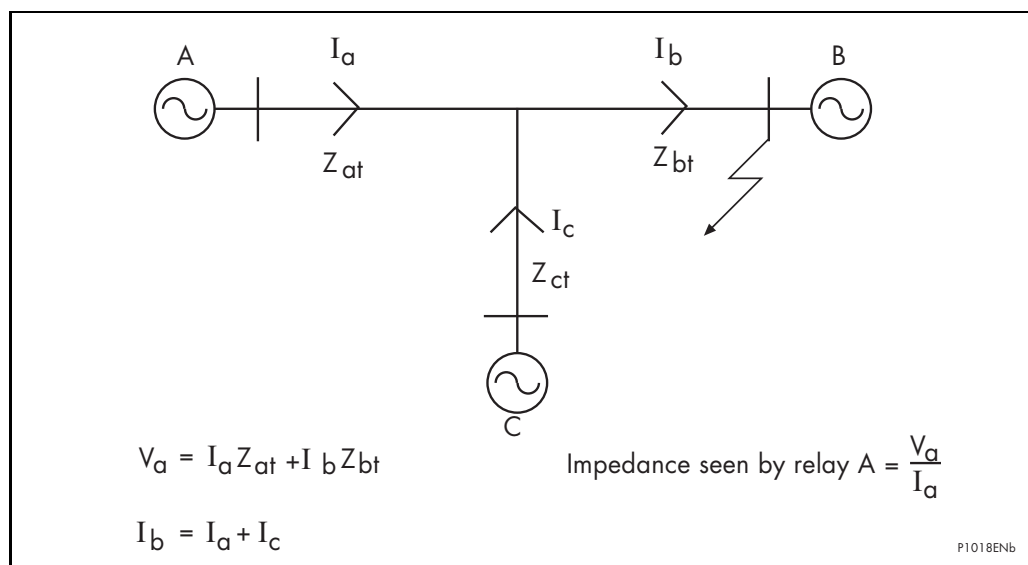 A
I a
I b
B
Z at
Z bt
I c
Z ct
C
V a = I a Z at + I b Z bt
Impedance seen by relay A = V a / I a
I b = I a + I c
P1018ENb